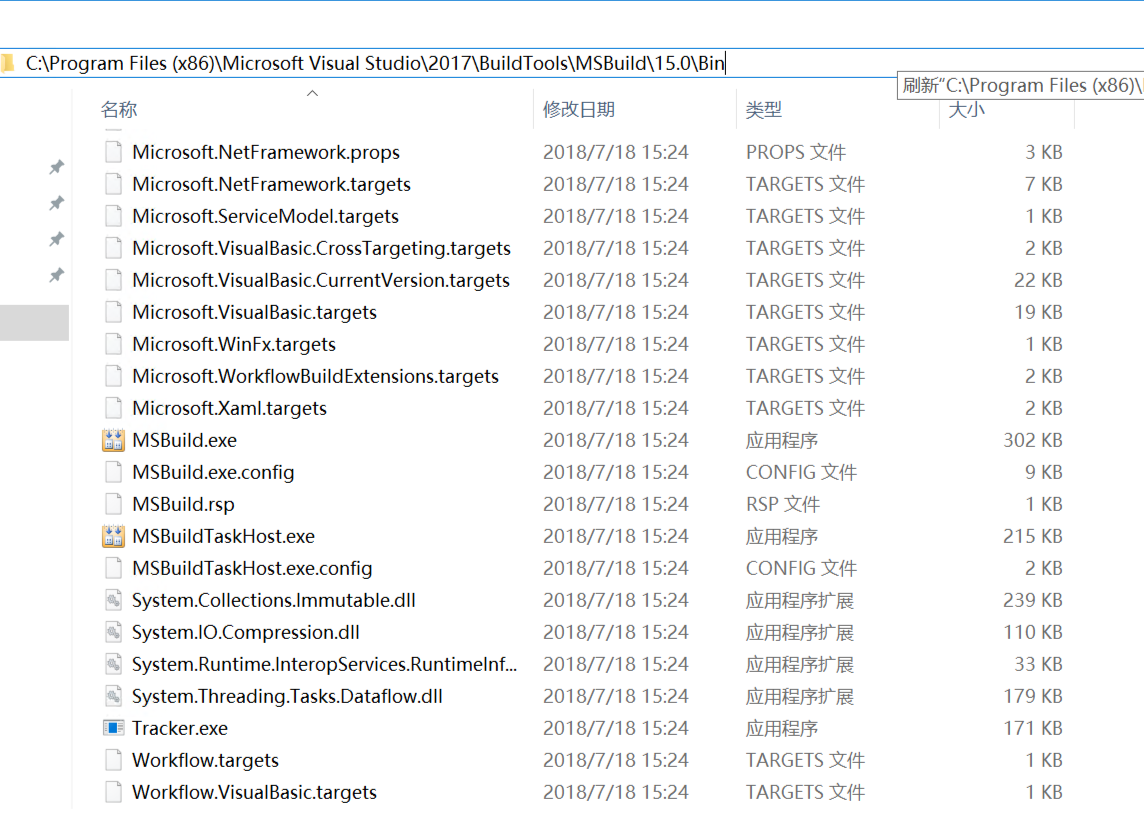 C:\Program Files (x86)\Microsoft Visual Studio\2017\BuildTools\MSBuild\15.0\Bin
刷新"C:\Program Files (x86)\
名称 修改日期 类型 大小
Microsoft.NetFramework.props 2018/7/18 15:24 PROPS 文件 3 KB
Microsoft.NetFramework.targets 2018/7/18 15:24 TARGETS 文件 7 KB
Microsoft.ServiceModel.targets 2018/7/18 15:24 TARGETS 文件 1 KB
Microsoft.VisualBasic.CrossTargeting.targets 2018/7/18 15:24 TARGETS 文件 2 KB
Microsoft.VisualBasic.CurrentVersion.targets 2018/7/18 15:24 TARGETS 文件 22 KB
Microsoft.VisualBasic.targets 2018/7/18 15:24 TARGETS 文件 19 KB
Microsoft.WinFx.targets 2018/7/18 15:24 TARGETS 文件 1 KB
Microsoft.WorkflowBuildExtensions.targets 2018/7/18 15:24 TARGETS 文件 2 KB
Microsoft.Xaml.targets 2018/7/18 15:24 TARGETS 文件 2 KB
MSBuild.exe 2018/7/18 15:24 应用程序 302 KB
MSBuild.exe.config 2018/7/18 15:24 CONFIG 文件 9 KB
MSBuild.rsp 2018/7/18 15:24 RSP 文件 1 KB
MSBuildTaskHost.exe 2018/7/18 15:24 应用程序 215 KB
MSBuildTaskHost.exe.config 2018/7/18 15:24 CONFIG 文件 2 KB
System.Collections.Immutable.dll 2018/7/18 15:24 应用程序扩展 239 KB
System.IO.Compression.dll 2018/7/18 15:24 应用程序扩展 110 KB
System.Runtime.InteropServices.RuntimeInf... 2018/7/18 15:24 应用程序扩展 33 KB
System.Threading.Tasks.Dataflow.dll 2018/7/18 15:24 应用程序扩展 179 KB
Tracker.exe 2018/7/18 15:24 应用程序 171 KB
Workflow.targets 2018/7/18 15:24 TARGETS 文件 1 KB
Workflow.VisualBasic.targets 2018/7/18 15:24 TARGETS 文件 1 KB